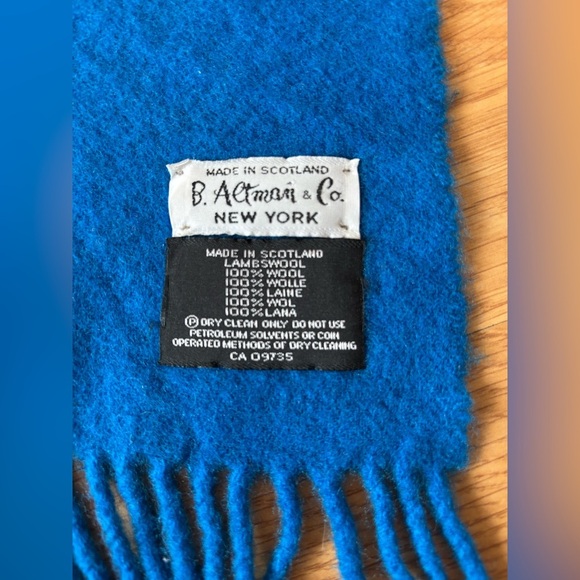 MADE IN SCOTLAND
B. Altman & Co.
NEW YORK
MADE IN SCOTLAND
LAMBSWOOL
100% WOOL
100% WOLLE
100% LAINE
100% WOL
100% LANA
Ⓟ DRY CLEAN ONLY DO NOT USE
PETROLEUM SOLVENTS OR COIN
OPERATED METHODS OF DRY CLEANING
CA 09735